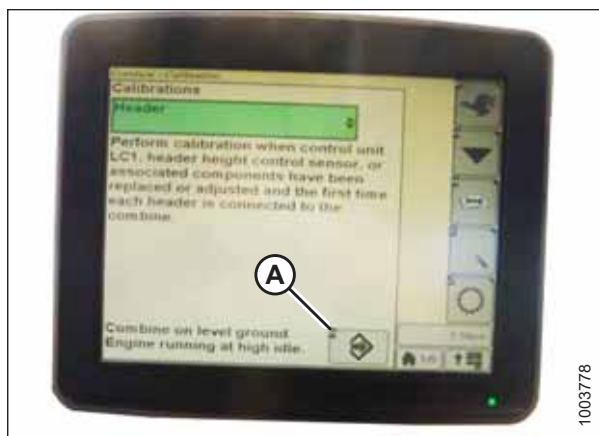 Combine - Calibration
Calibrations
Header
Perform calibration when control unit
LC1, header height control sensor, or
associated components have been
replaced or adjusted and the first time
each header is connected to the
combine.
A
Combine on level ground.
Engine running at high idle.
1003778